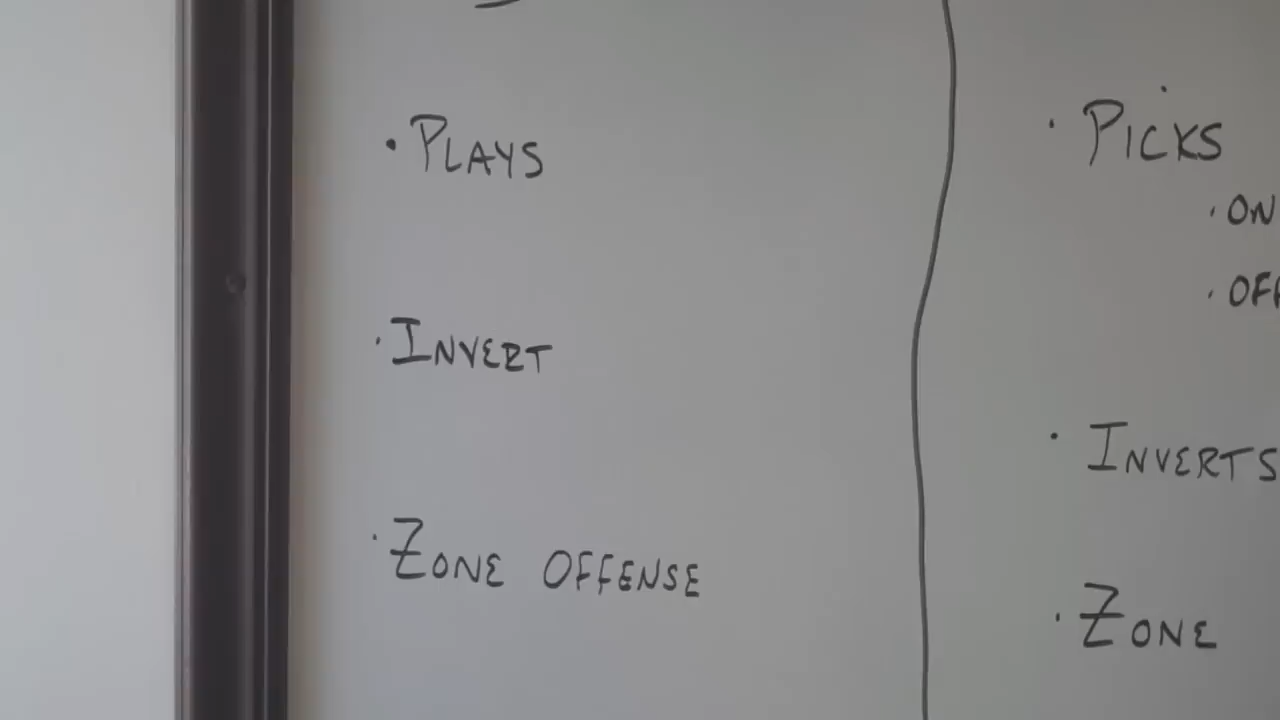 • PLAYS
• INVERT
• ZONE OFFENSE
• PICKS
• ON
• INVERTS
• ZONE